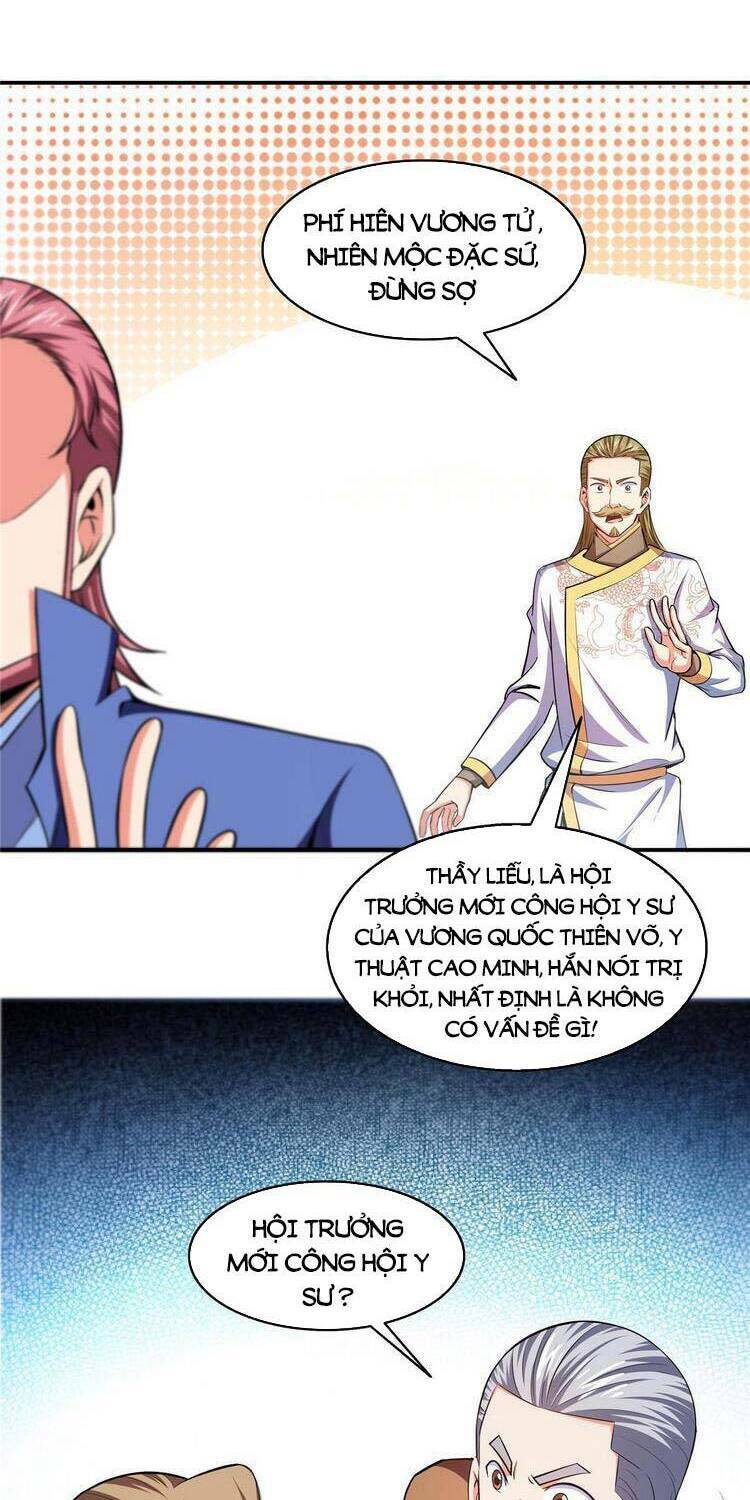 PHÍ HIÊN VƯƠNG TỬ,
NHIÊN MỘC ĐẶC SỨ,
ĐỪNG SỢ
THẦY LIỄU, LÀ HỘI
TRƯỞNG MỚI CÔNG HỘI Y SƯ
CỦA VƯƠNG QUỐC THIÊN VÕ, Y
THUẬT CAO MINH, HẮN NÓI TRỊ
KHỎI, NHẤT ĐỊNH LÀ KHÔNG
CÓ VẤN ĐỀ GÌ!
HỘI TRƯỞNG
MỚI CÔNG HỘI Y
SƯ?